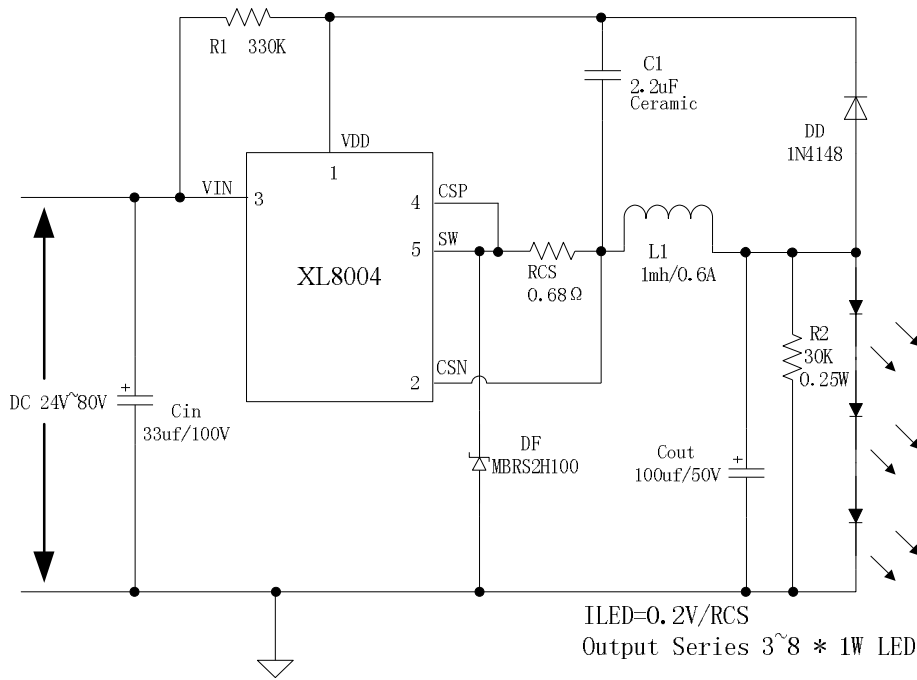 R1 330K
C1
2.2uF
Ceramic
DD
1N4148
VDD
1
VIN
3
CSP
4
SW
5
XL8004
RCS
0.68Ω
L1
1mh/0.6A
CSN
2
R2
30K
0.25W
DC 24V~80V
Cin
33uf/100V
DF
MBRS2H100
Cout
100uf/50V
+
+
ILED=0.2V/RCS
Output Series 3~8 * 1W LED